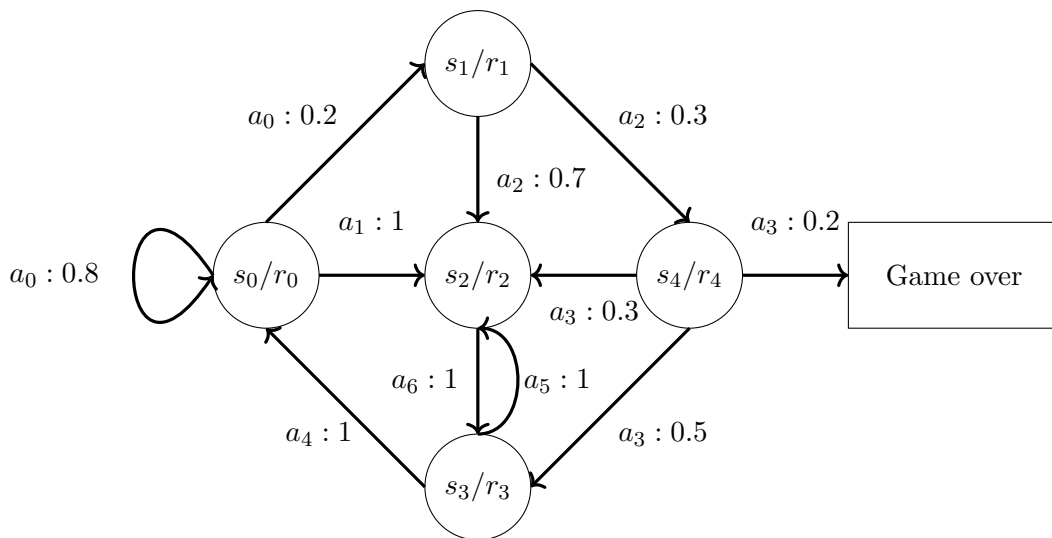 s₁/r₁
a₀ : 0.2
a₂ : 0.3
a₂ : 0.7
a₁ : 1
a₃ : 0.2
a₀ : 0.8
s₀/r₀
s₂/r₂
s₄/r₄
Game over
a₃ : 0.3
a₆ : 1
a₅ : 1
a₄ : 1
a₃ : 0.5
s₃/r₃